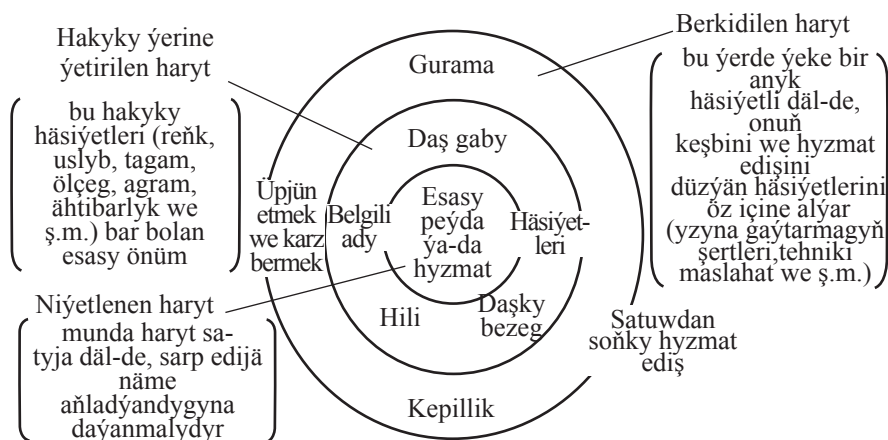 Hakyky ýerine
ýetirilen haryt
bu hakyky
häsiýetleri (reňk,
uslyb, tagam,
ölçeg, agram,
ähtibarlyk we
ş.m.) bar bolan
esasy önüm
Niýetlenen haryt
munda haryt sa-
tyja däl-de, sarp edijä
näme
aňladýandygyna
daýanmalydyr
Gurama
Daş gaby
Üpjün
etmek
we karz
bermek
Belgili
ady
Esasy
peýda
ýa-da
hyzmat
Häsiýet-
leri
Hili
Daşky
bezeg
Kepillik
Satuwdan
soňky hyzmat
ediş
Berkidilen haryt
bu ýerde ýeke bir
anyk
häsiýetli däl-de,
onuň
keşbini we hyzmat
edişini
düzýän häsiýetlerini
öz içine alýar
(yzyna gaýtarmagyň
şertleri,tehniki
maslahat we ş.m.)